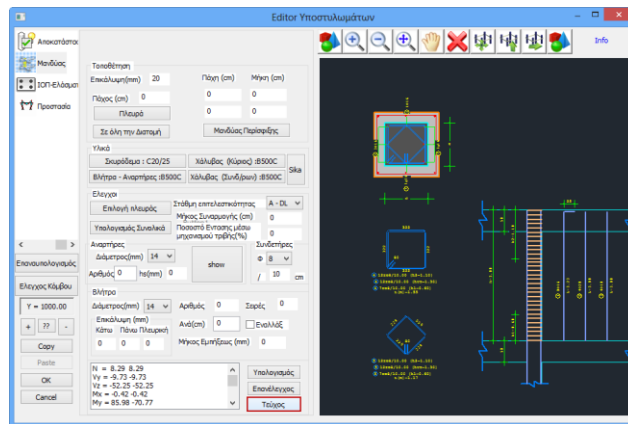 Editor Υποστυλωμάτων
Info
Αποκατάστα
Μανδύας
ΙΟΠ-Ελάσμα
Προστασία
Τοποθέτηση
Επικάλυψη(mm) 20 Πάχη (cm) Μήκη (cm)
Πάχος (cm) 0 0 0
Πλευρά 0 0
Σε όλη την Διατομή Μανδύας Περίσφιξης
Υλικά
Σκυρόδεμα : C20/25 Χάλυβας (Κύριος) :B500C Sika
Βλήτρα - Αναρτήρες :B500C Χάλυβας (Συνδ/ρων) :B500C
Ελεγχοι
Επιλογή πλευράς Στάθμη επιτελεστικότητας A - DL
Υπολογισμός Συνολικά Μήκος Συναρμογής (cm) 0
Ποσοστό Εντασης μέσω μηχανισμού τριβής(%) 0
Αναρτήρες Συνδετήρες
Διάμετρος(mm) 14 show Φ 8
Αριθμός 0 hs(mm) 0 / 10 cm
Βλήτρα
Διάμετρος(mm) 14 Αριθμός 0 Σειρές 0
Επικάλυψη (mm) Ανά(cm) 0 Εναλλάξ
Κάτω Πάνω Πλευρική
0 0 0 Μήκος Εμπήξεως (mm) 0
N = 8.29 8.29
Vy = -9.73 -9.73
Vz = -52.25 -52.25
Mx = -0.42 -0.42
My = 85.98 -70.77
Υπολογισμός
Επανέλεγχος
Τεύχος
Επανυπολογισμός
Ελεγχος Κόμβου
Y = 1000.00
+ ?? -
Copy
Paste
OK
Cancel